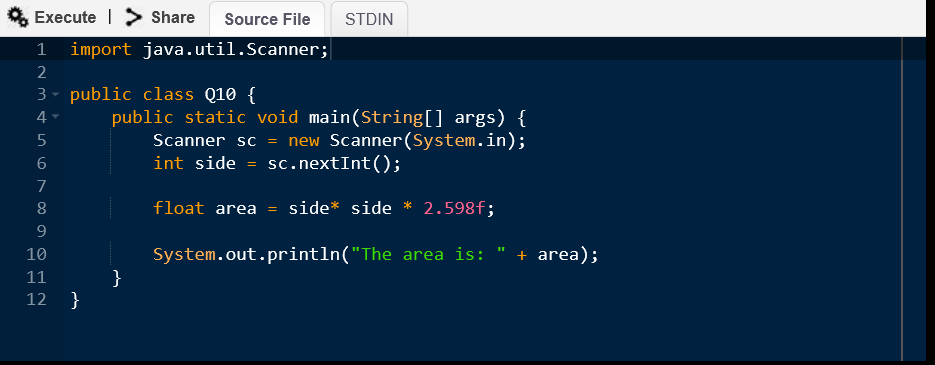 Execute | > Share Source File STDIN
1 import java.util.Scanner;
2
3 public class Q10 {
4 public static void main(String[] args) {
5 Scanner sc = new Scanner(System.in);
6 int side = sc.nextInt();
7
8 float area = side* side * 2.598f;
9
10 System.out.println("The area is: " + area);
11 }
12 }